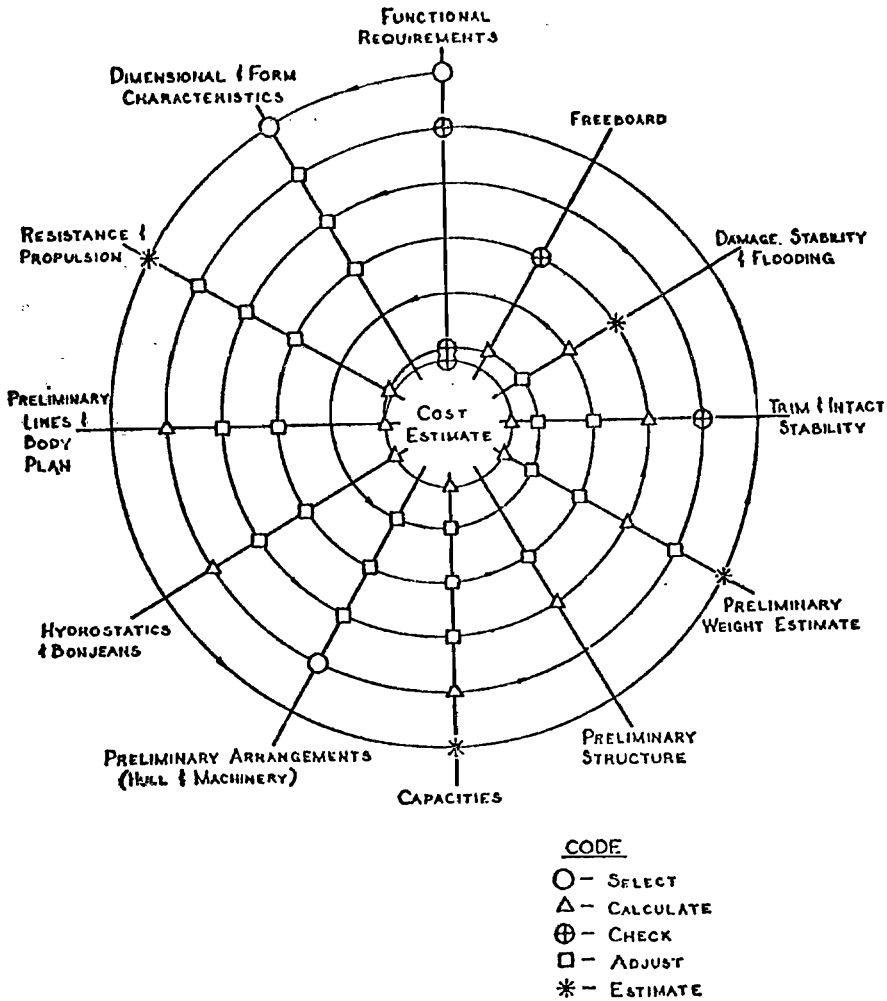 FUNCTIONAL
REQUIREMENTS
DIMENSIONAL & FORM
CHARACTERISTICS
FREEBOARD
RESISTANCE &
PROPULSION
DAMAGE, STABILITY
& FLOODING
PRELIMINARY
LINES &
BODY
PLAN
COST
ESTIMATE
TRIM & INTACT
STABILITY
HYDROSTATICS
& BONJEANS
PRELIMINARY
WEIGHT ESTIMATE
PRELIMINARY ARRANGEMENTS
(HULL & MACHINERY)
PRELIMINARY
STRUCTURE
CAPACITIES
CODE
○ – SELECT
△ – CALCULATE
⊕ – CHECK
□ – ADJUST
✳ – ESTIMATE